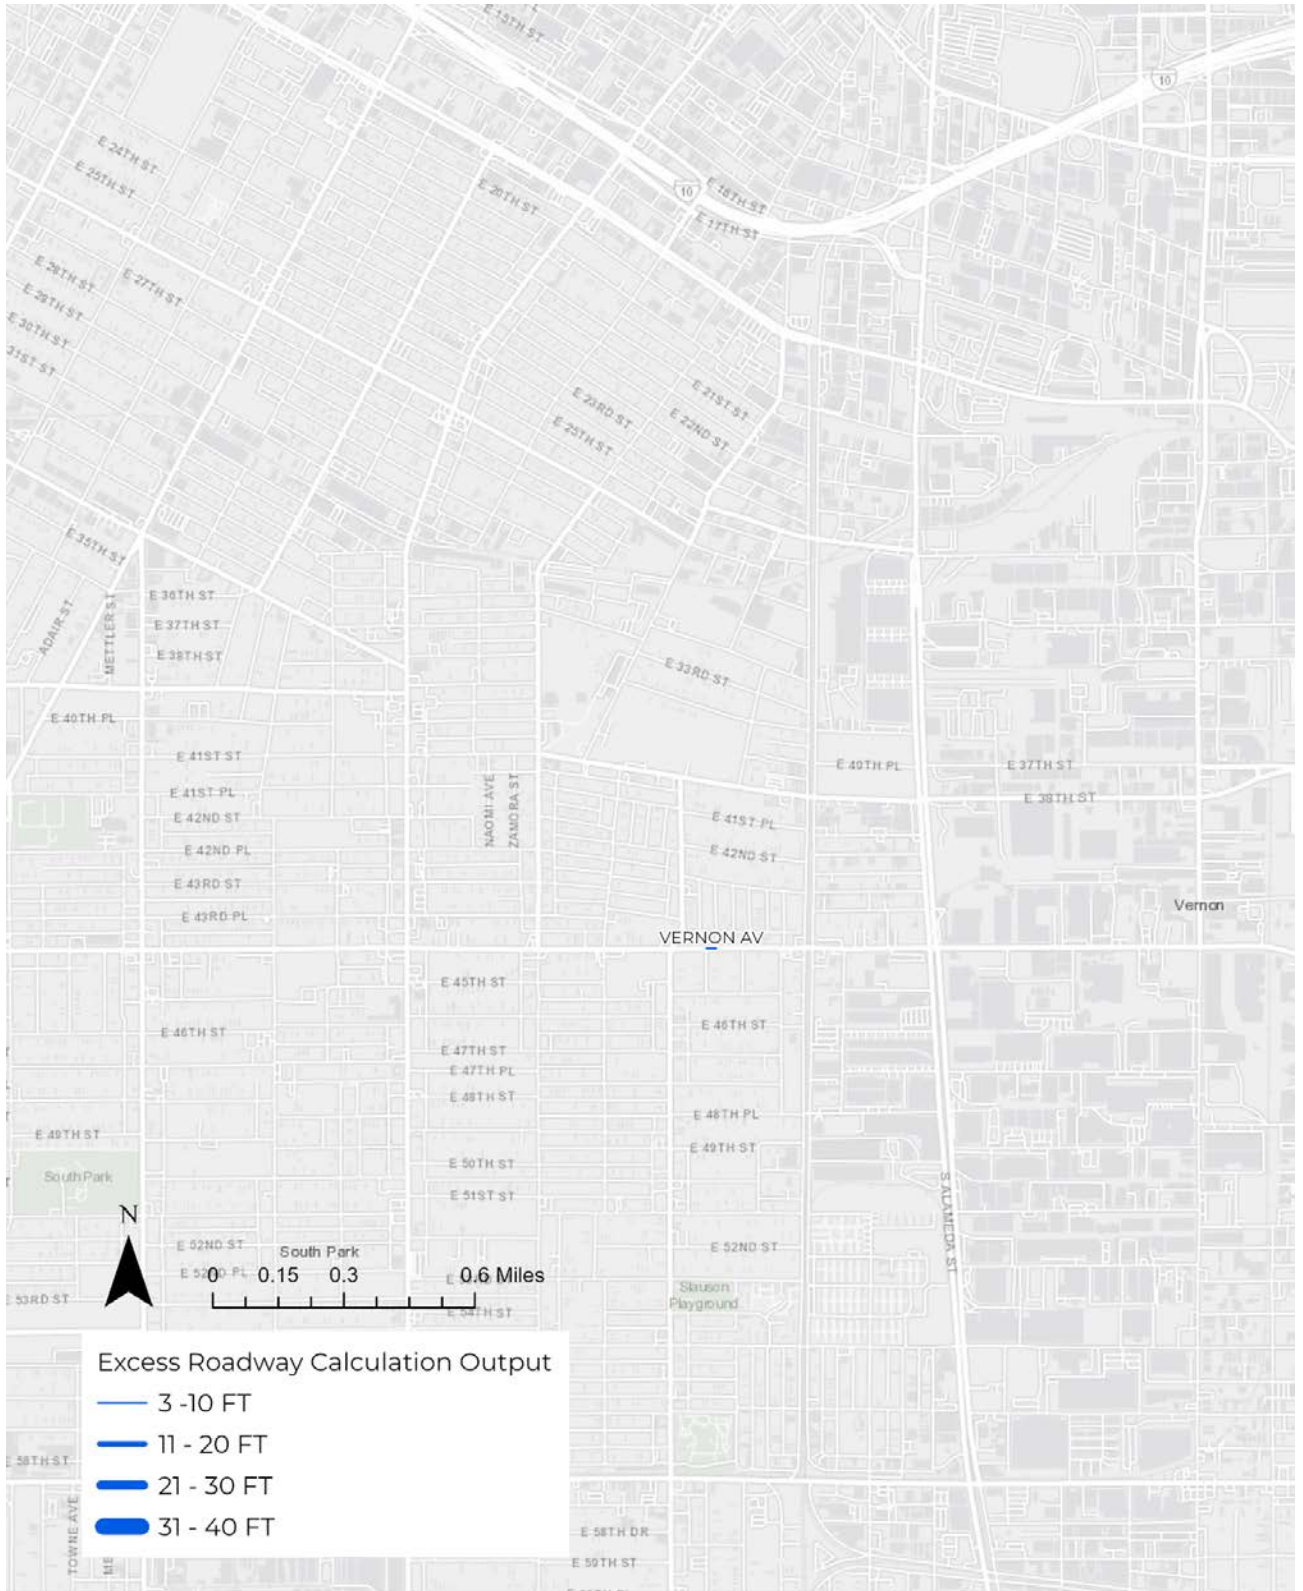 PL
E 15TH ST
10
E 24TH ST
E 25TH ST
10
E 16TH ST
E 20TH ST
E 17TH ST
E 28TH ST
E 27TH ST
E 29TH ST
E 30TH ST
31ST ST
E 21ST ST
E 23RD ST
E 22ND ST
E 25TH ST
E 35TH ST
E 36TH ST
ADAIR ST
METTLER ST
E 37TH ST
E 38TH ST
E 33RD ST
E 40TH PL
E 41ST ST
E 40TH PL
E 37TH ST
E 41ST PL
E 38TH ST
NAOMI AVE
ZAMORA ST
E 42ND ST
E 41ST PL
E 42ND PL
E 42ND ST
E 43RD ST
Vernon
E 43RD PL
VERNON AV
E 45TH ST
E 46TH ST
E 46TH ST
E 47TH ST
E 47TH PL
E 48TH ST
E 48TH PL
E 49TH ST
E 49TH ST
E 50TH ST
South Park
E 51ST ST
S ALAMEDA ST
N
E 52ND ST
South Park
E 52ND ST
E 52ND PL
0 0.15 0.3 0.6 Miles
Slauson
Playground
E 53RD ST
E 54TH ST
Excess Roadway Calculation Output
3 -10 FT
11 - 20 FT
21 - 30 FT
31 - 40 FT
E 58TH ST
TOWNE AVE
E 58TH DR
E 59TH ST